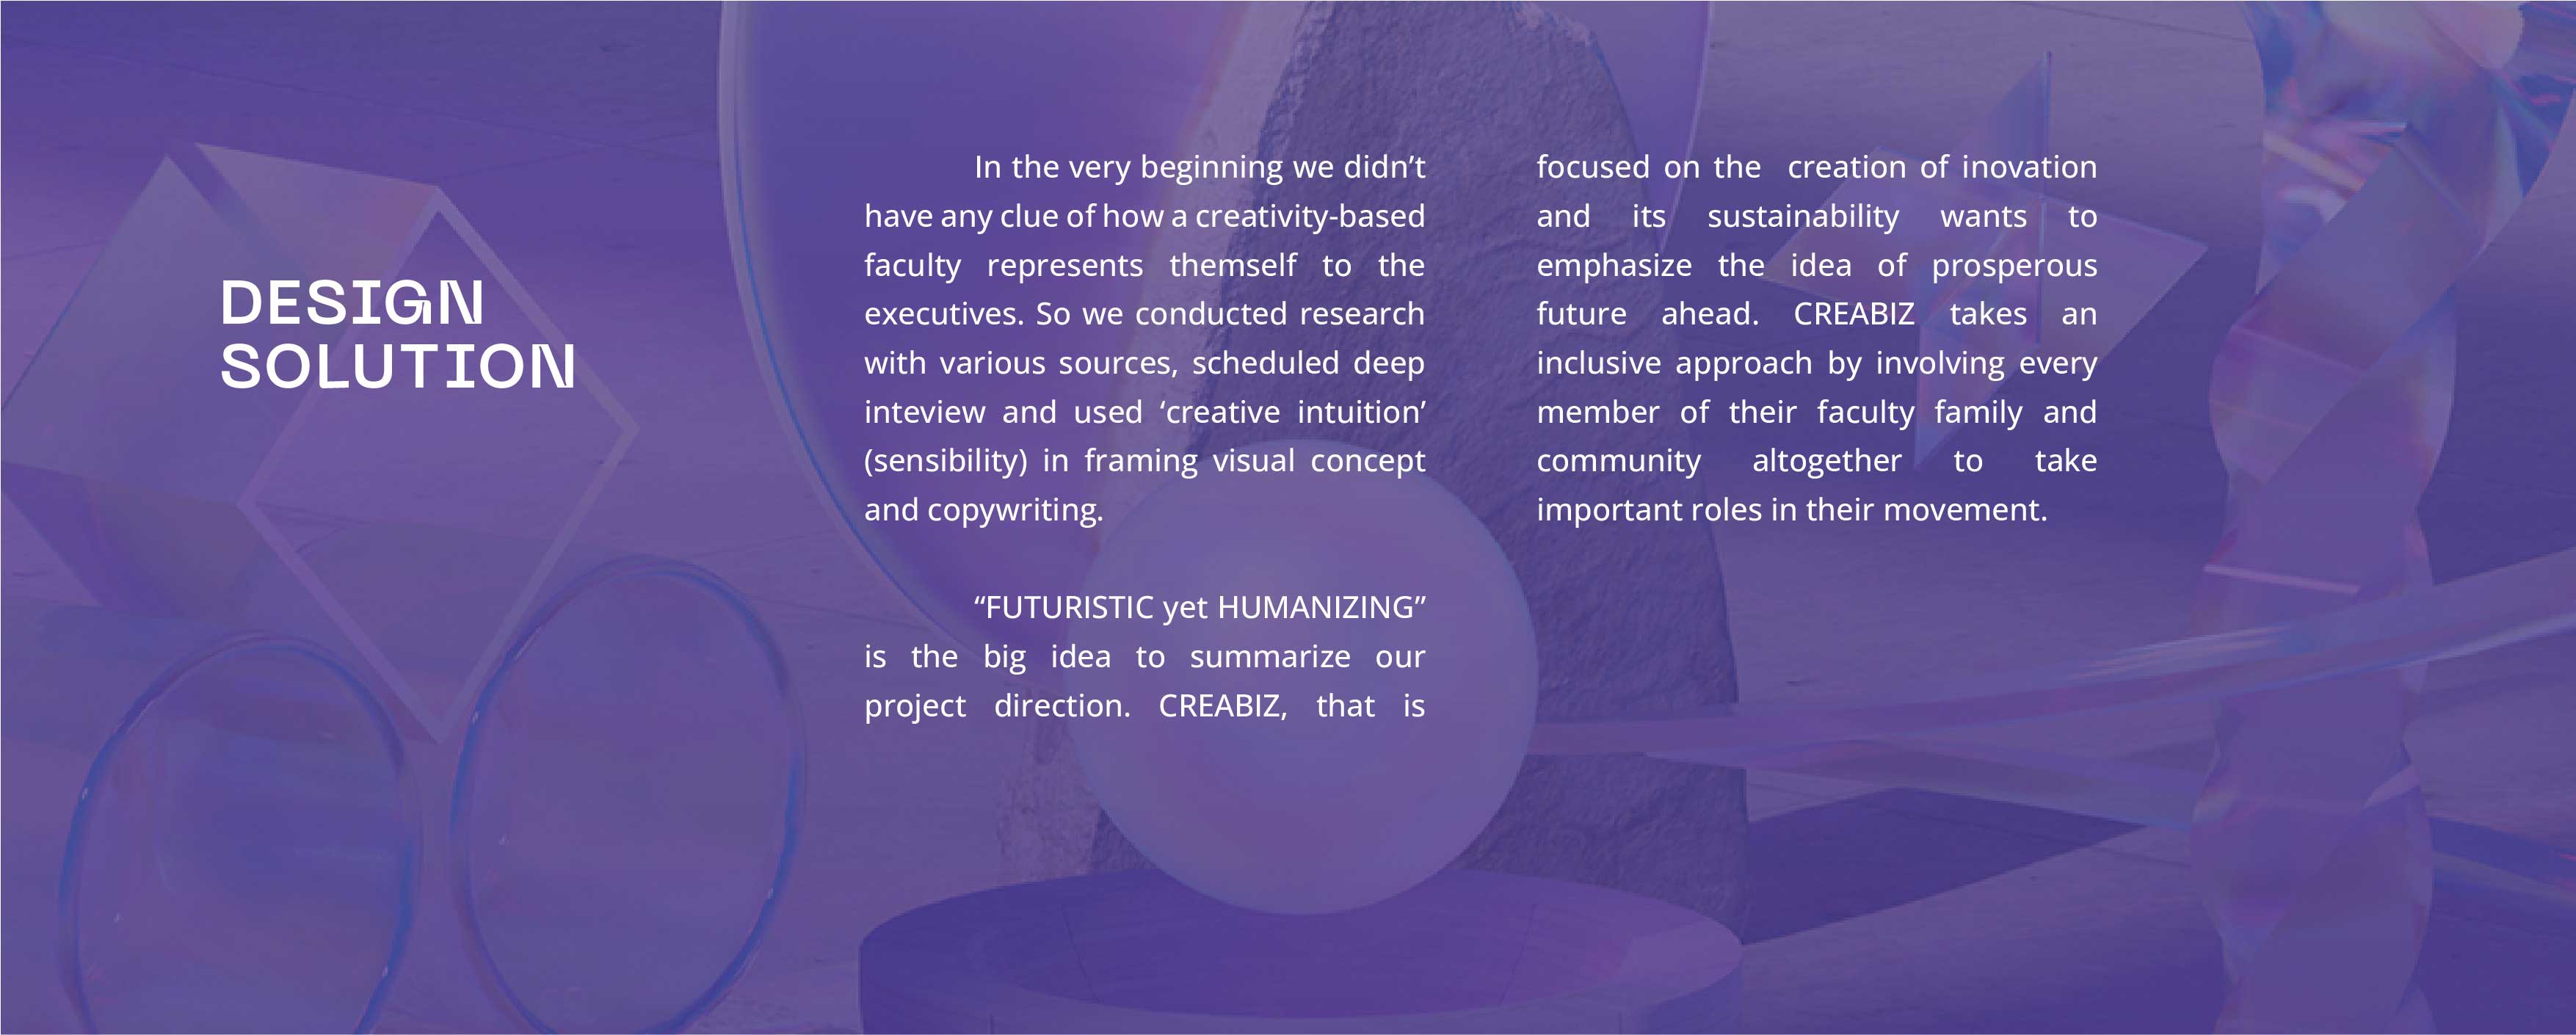 DESIGN
SOLUTION
In the very beginning we didn’t
have any clue of how a creativity-based
faculty represents themself to the
executives. So we conducted research
with various sources, scheduled deep
inteview and used ‘creative intuition’
(sensibility) in framing visual concept
and copywriting.
“FUTURISTIC yet HUMANIZING”
is the big idea to summarize our
project direction. CREABIZ, that is
focused on the creation of inovation
and its sustainability wants to
emphasize the idea of prosperous
future ahead. CREABIZ takes an
inclusive approach by involving every
member of their faculty family and
community altogether to take
important roles in their movement.